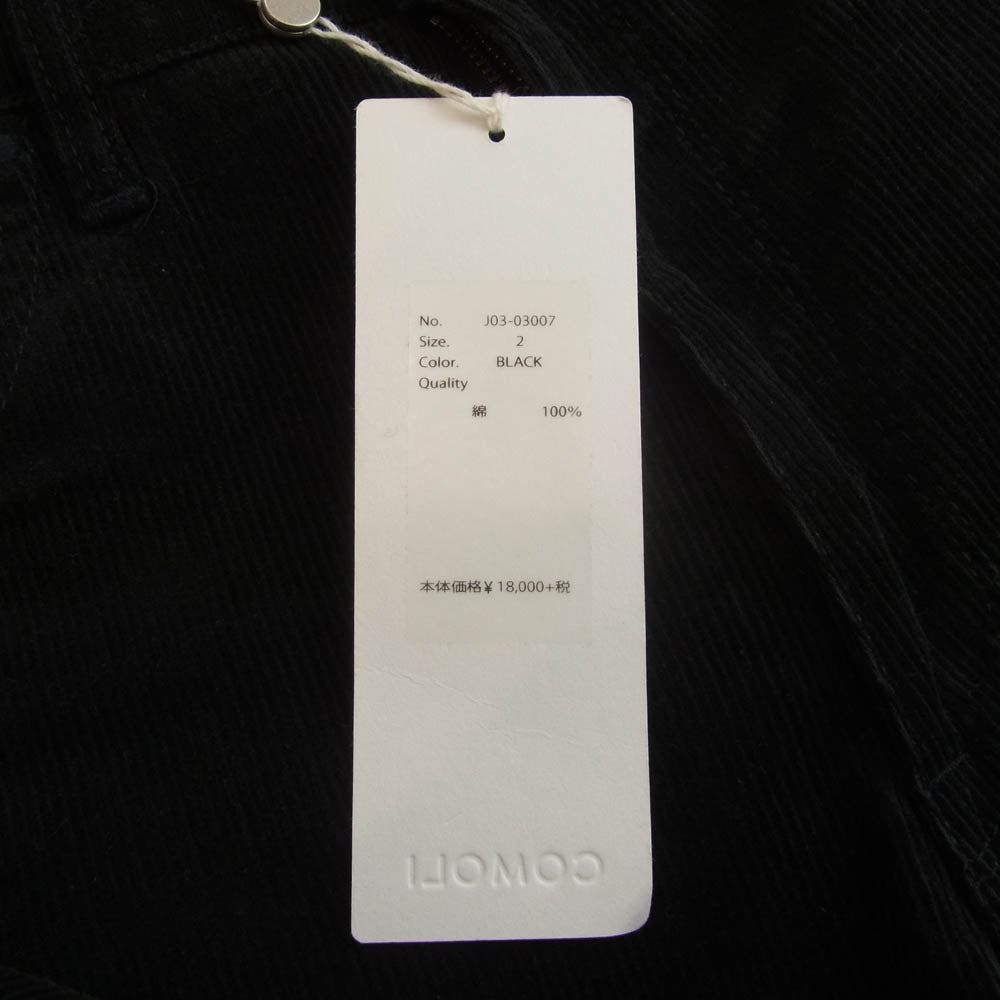 No. J03-03007
Size. 2
Color. BLACK
Quality
綿 100%
本体価格¥ 18,000+税
COMOLI